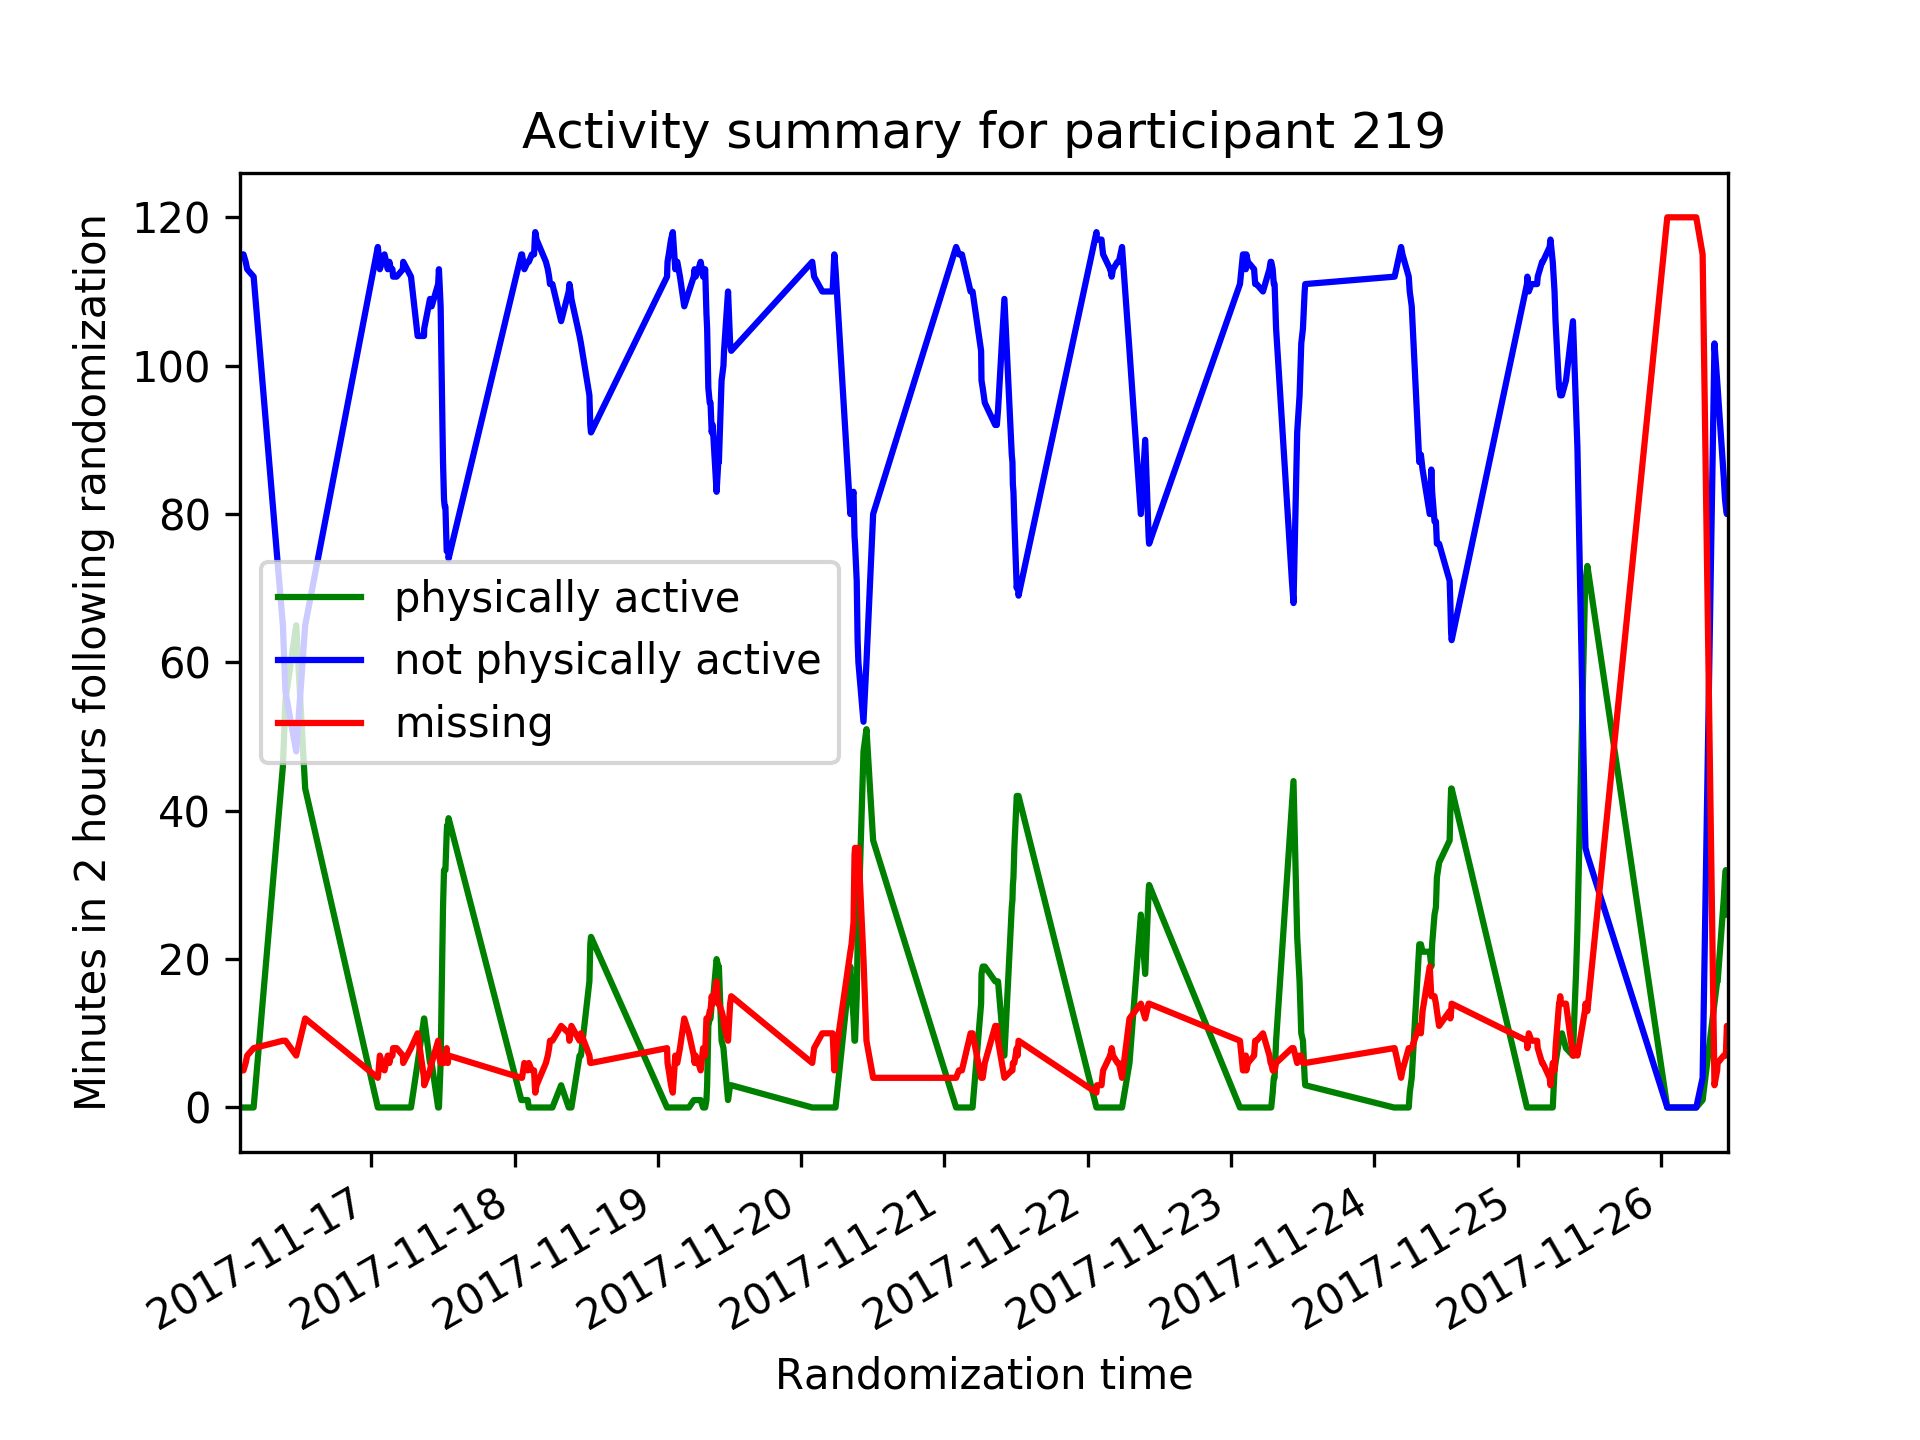 Activity summary for participant 219
Minutes in 2 hours following randomization
120
100
80
60
40
20
0
physically active
not physically active
missing
2017-11-17
2017-11-18
2017-11-19
2017-11-20
2017-11-21
2017-11-22
2017-11-23
2017-11-24
2017-11-25
2017-11-26
Randomization time